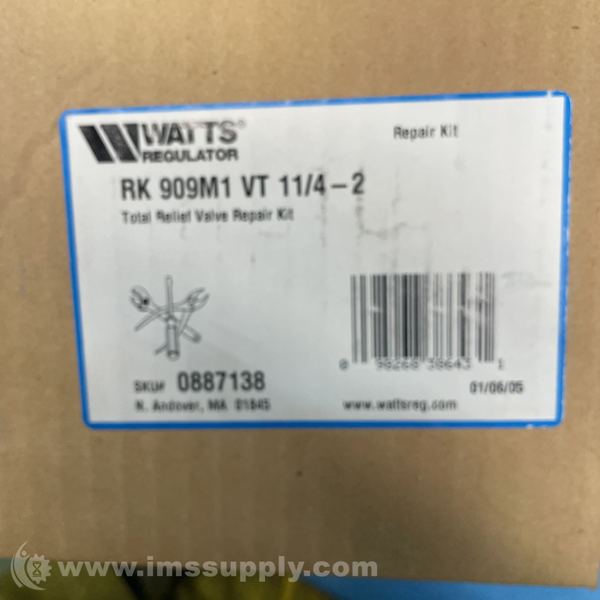 WATTS®
REGULATOR
Repair Kit
RK 909M1 VT 11/4-2
Total Relief Valve Repair Kit
0 98268 38643 1
SKU# 0887138
01/06/05
N. Andover, MA 01845
www.wattsreg.com
www.imssupply.com